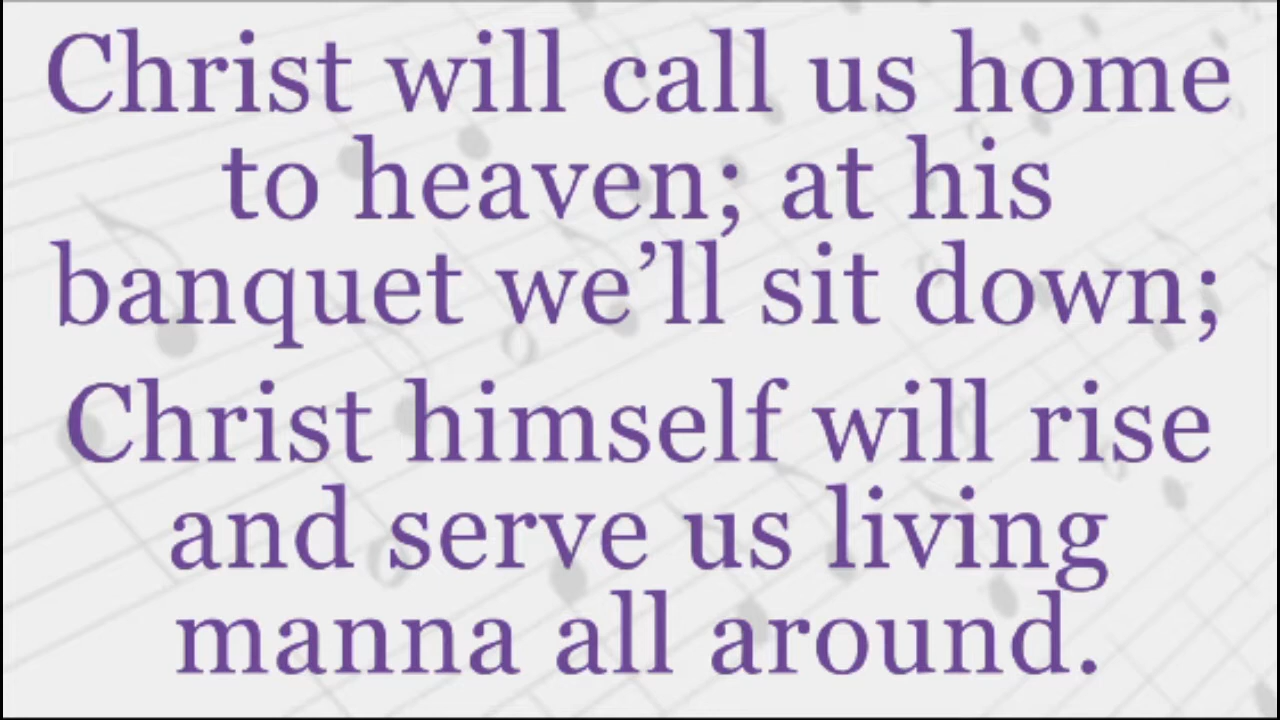 Christ will call us home
to heaven; at his
banquet we’ll sit down;
Christ himself will rise
and serve us living
manna all around.